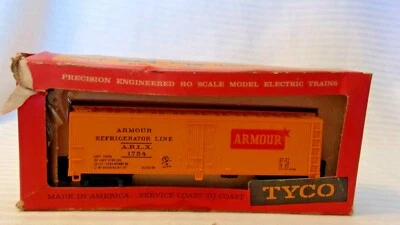 PRECISION ENGINEERED HO SCALE MODEL ELECTRIC TRAINS
ARMOUR
REFRIGERATOR LINE
A.R.L.X.
1784
ARMOUR
TYCO
MADE IN AMERICA - SERVICE COAST TO COAST